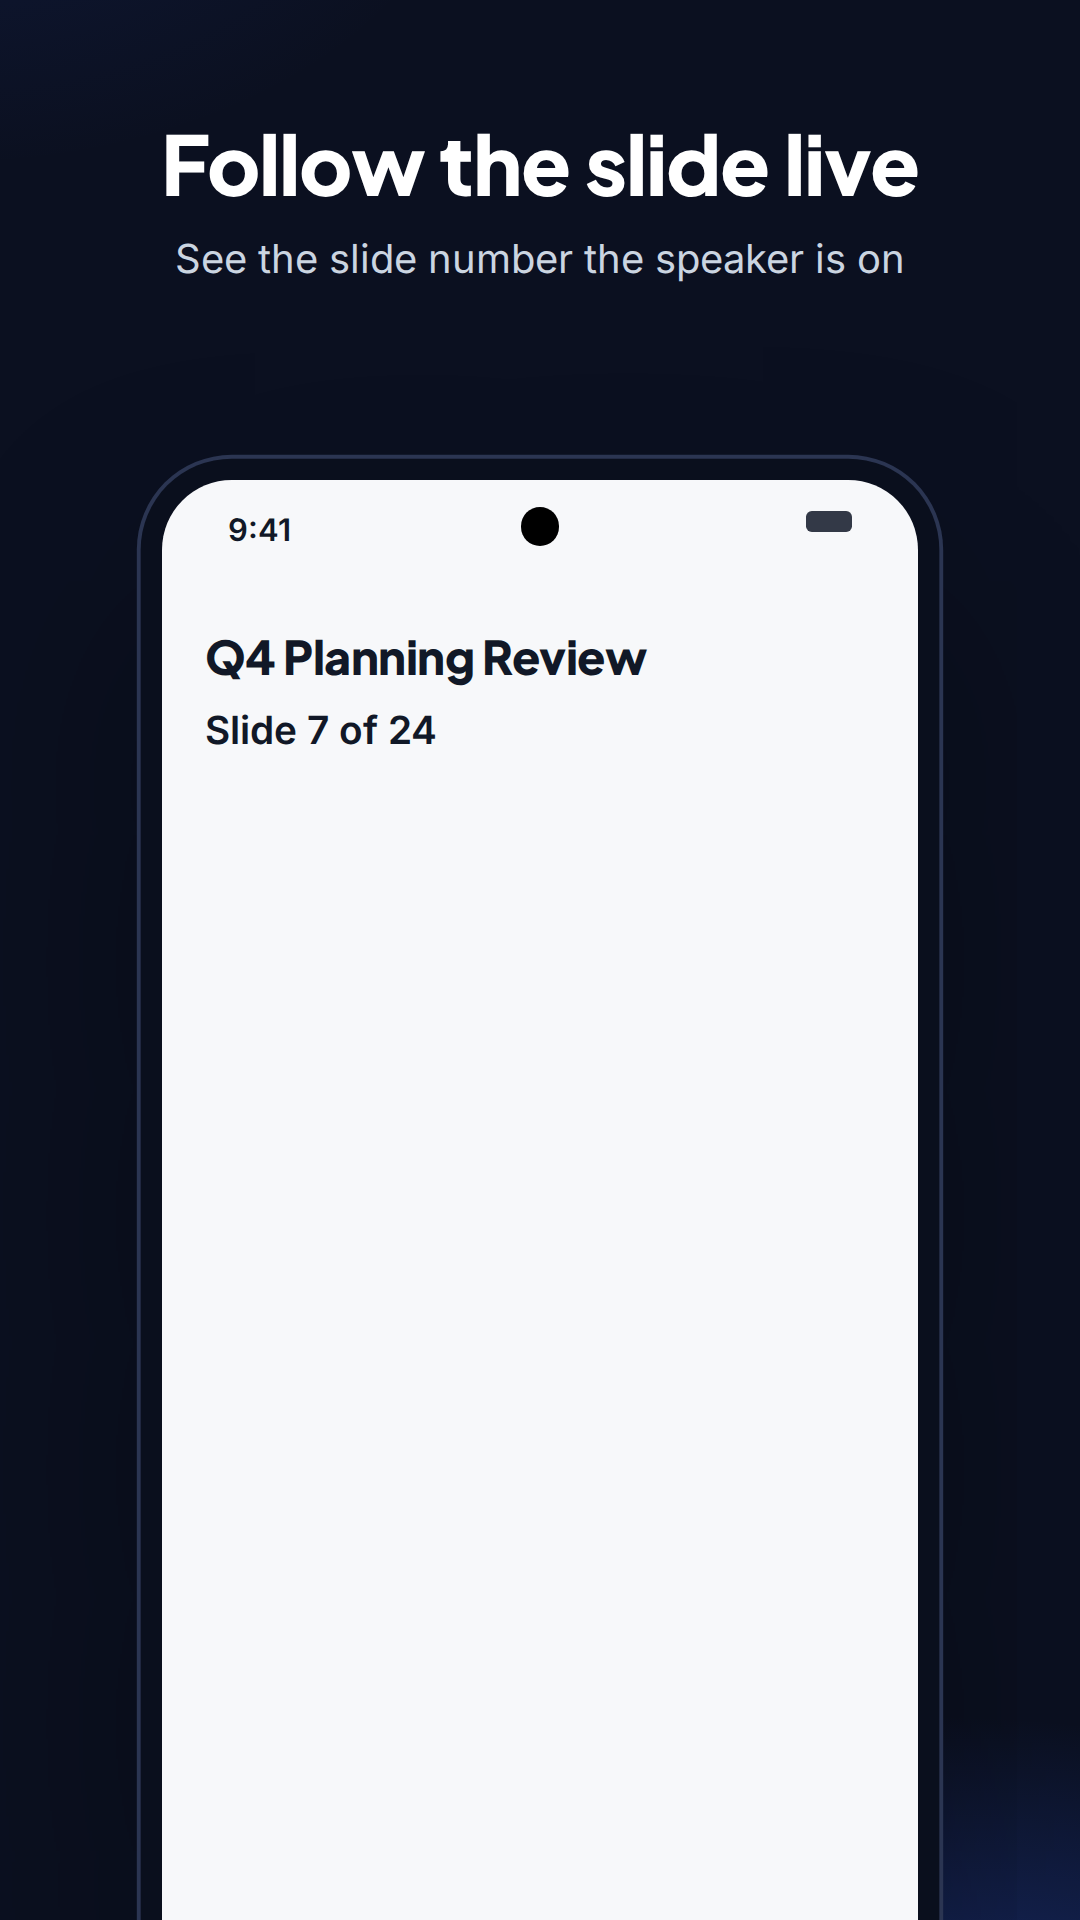 Follow the slide live
See the slide number the speaker is on
9:41
Q4 Planning Review
Slide 7 of 24